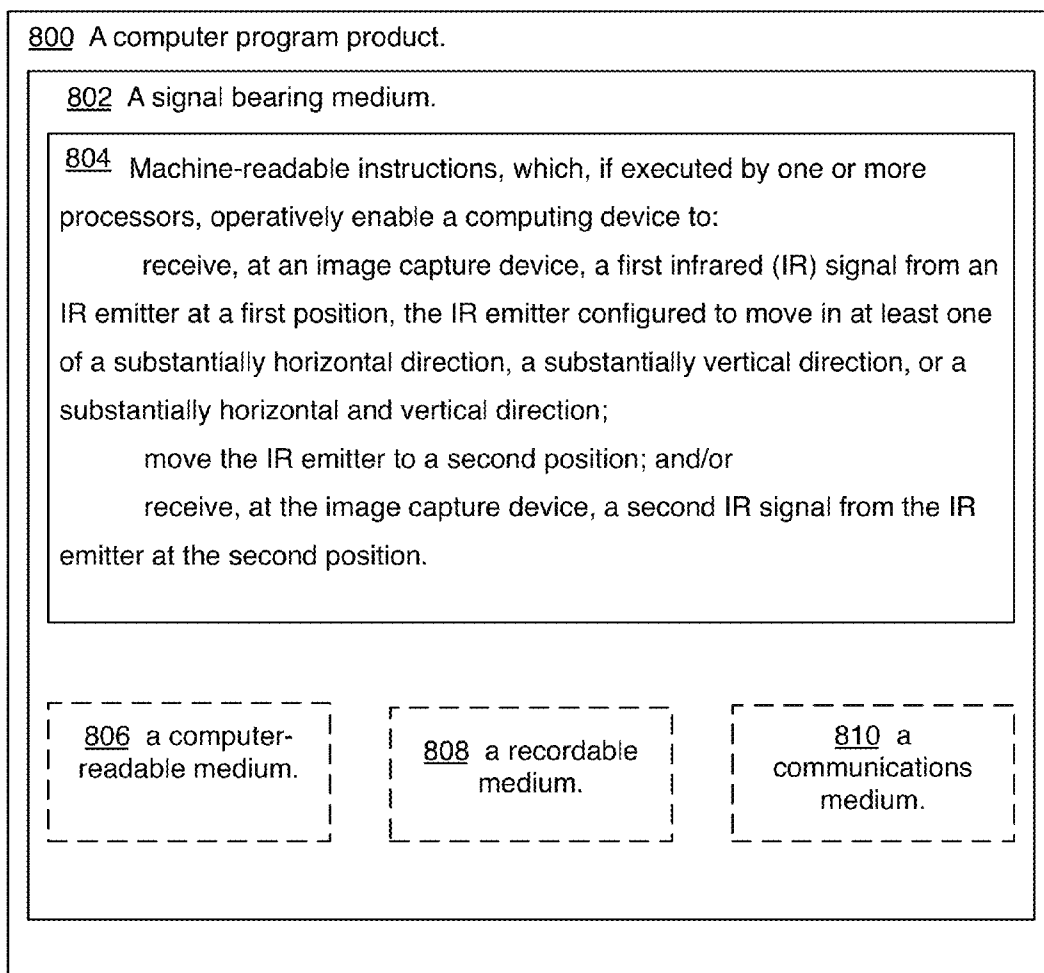 800 A computer program product.
802 A signal bearing medium.
804 Machine-readable instructions, which, if executed by one or more
processors, operatively enable a computing device to:
receive, at an image capture device, a first infrared (IR) signal from an
IR emitter at a first position, the IR emitter configured to move in at least one
of a substantially horizontal direction, a substantially vertical direction, or a
substantially horizontal and vertical direction;
move the IR emitter to a second position; and/or
receive, at the image capture device, a second IR signal from the IR
emitter at the second position.
806 a computer-
readable medium.
808 a recordable
medium.
810 a
communications
medium.